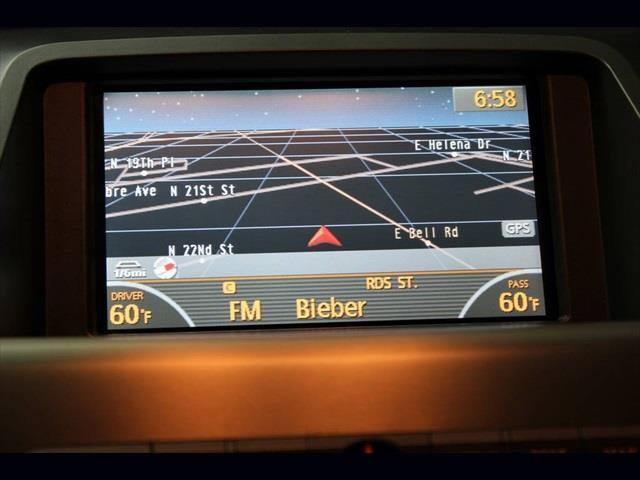 6:58
E Helena Dr
N 19Th Pl
N 21
bre Ave N 21St St
E Bell Rd
GPS
N 22Nd St
1/6mi
C
RDS ST.
DRIVER
60°F
FM
Bieber
PASS
60°F